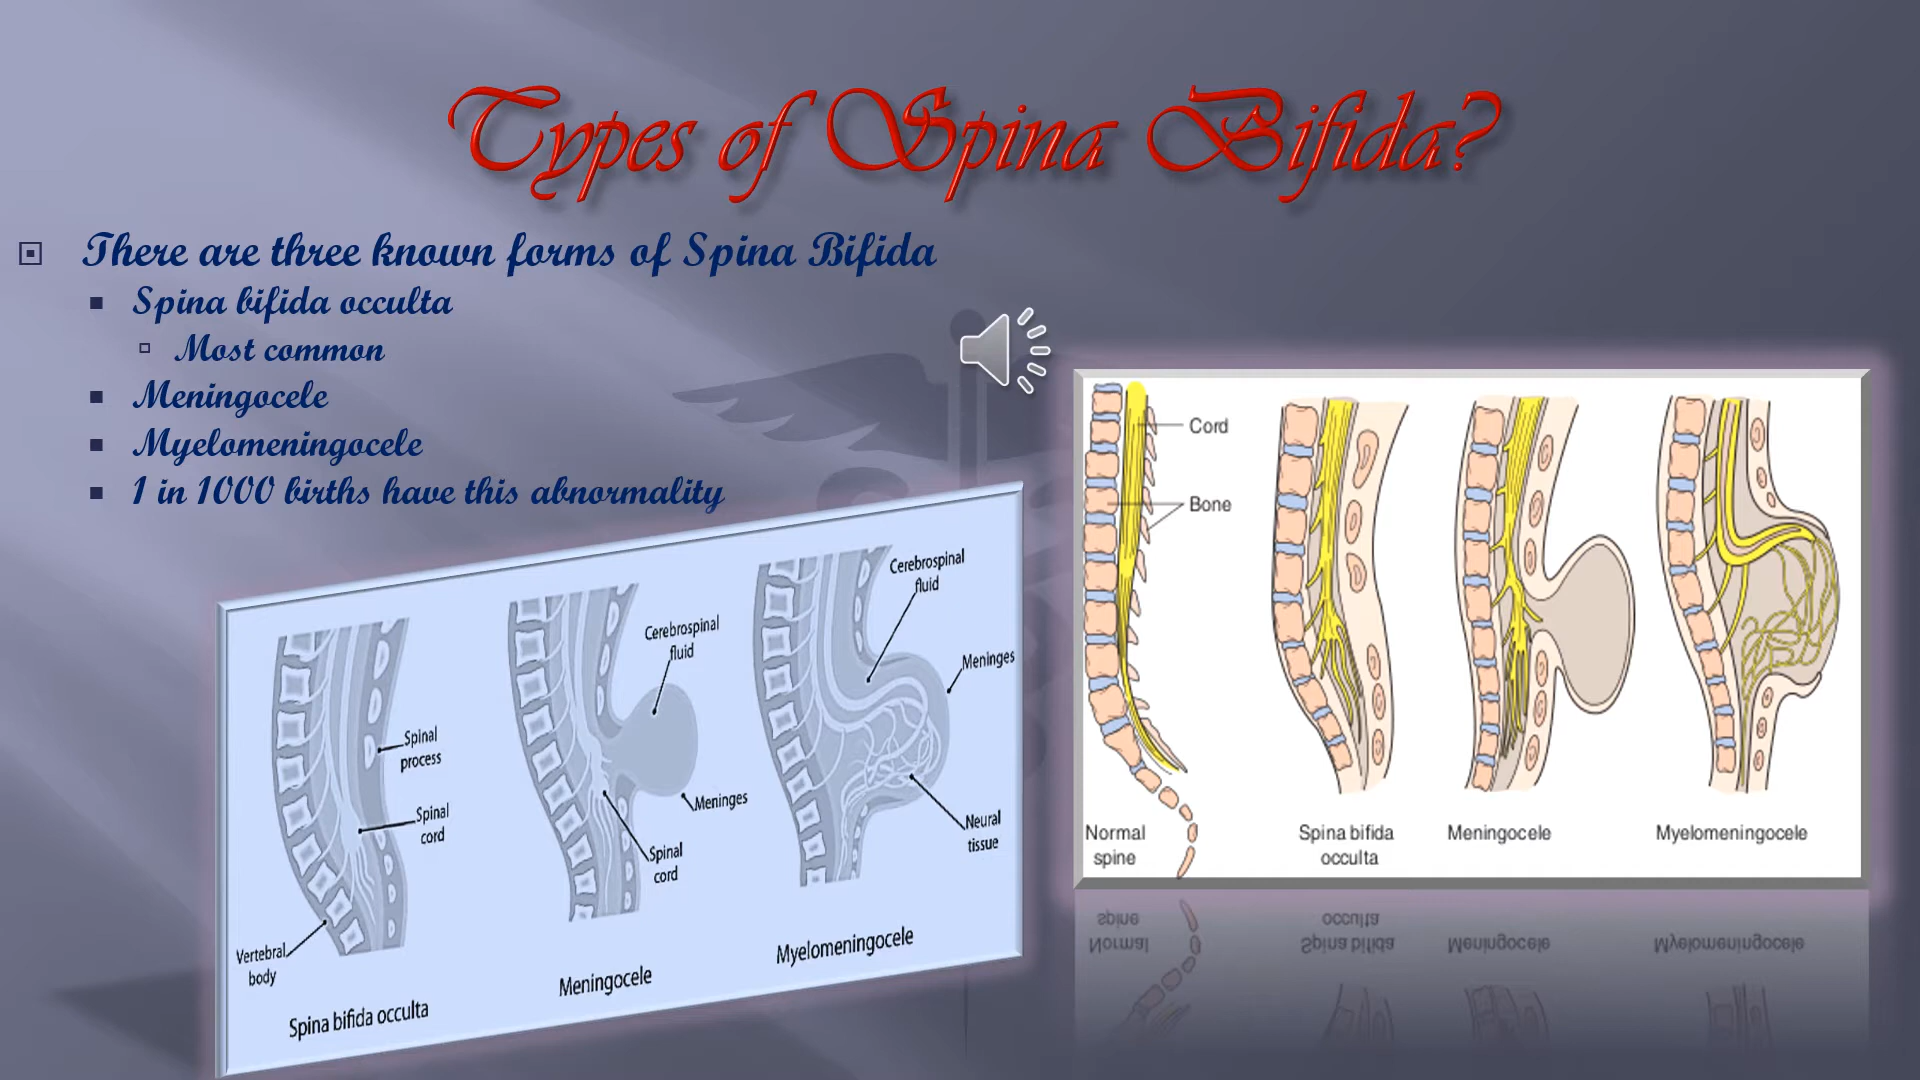 Types of Spina Bifida?
There are three known forms of Spina Bifida
Spina bifida occulta
Most common
Meningocele
Myelomeningocele
1 in 1000 births have this abnormality
Spinal
process
Spinal
cord
Vertebral
body
Spina bifida occulta
Cerebrospinal
fluid
Meninges
Spinal
cord
Meningocele
Cerebrospinal
fluid
Meninges
Neural
tissue
Myelomeningocele
Cord
Bone
Normal
spine
Spina bifida
occulta
Meningocele
Myelomeningocele